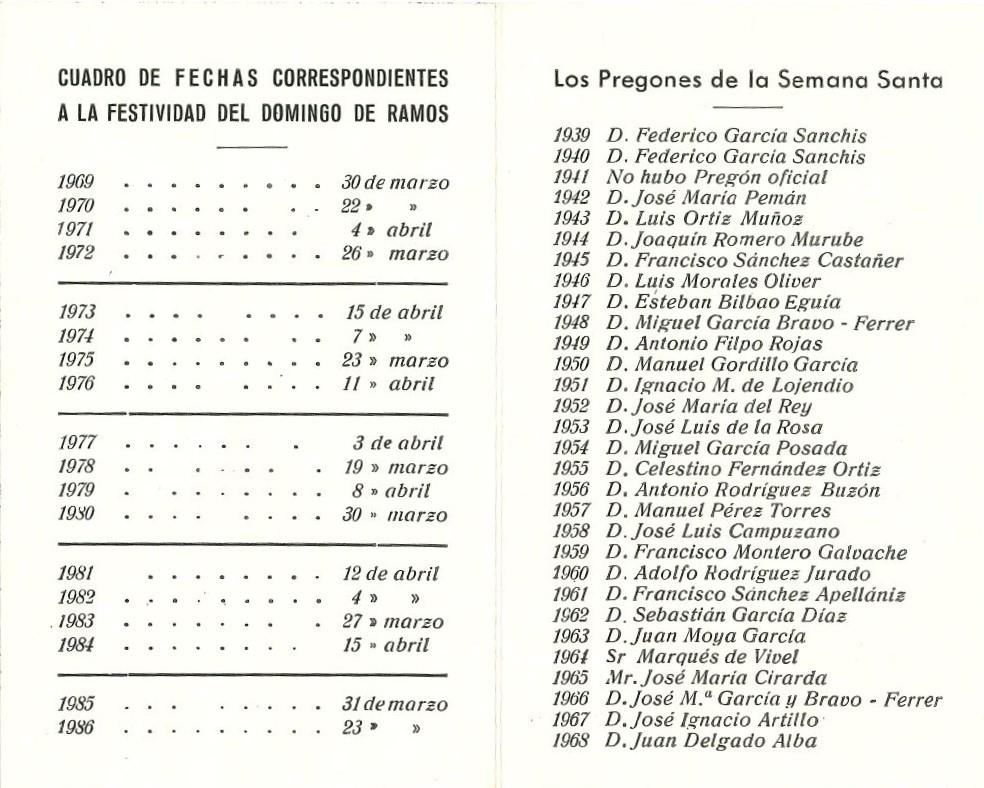 CUADRO DE FECHAS CORRESPONDIENTES
A LA FESTIVIDAD DEL DOMINGO DE RAMOS
1969 . . . . . . . . . 30 de marzo
1970 . . . . . . . . 22 » »
1971 . . . . . . . . 4 » abril
1972 . . . . . . . . . 26 » marzo
1973 . . . . . . . . 15 de abril
1974 . . . . . . . . 7 » »
1975 . . . . . . . . . 23 » marzo
1976 . . . . . . . . 11 » abril
1977 . . . . . . . 3 de abril
1978 . . . . . . . 19 » marzo
1979 . . . . . . . . 8 » abril
1980 . . . . . . . . 30 » marzo
1981 . . . . . . . . 12 de abril
1982 . . . . . . . . . 4 » »
1983 . . . . . . . . 27 » marzo
1984 . . . . . . . . 15 » abril
1985 . . . . . . . . 31 de marzo
1986 . . . . . . . . . 23 » »
Los Pregones de la Semana Santa
1939 D. Federico García Sanchis
1940 D. Federico García Sanchis
1941 No hubo Pregón oficial
1942 D. José María Pemán
1943 D. Luis Ortiz Muñoz
1944 D. Joaquín Romero Murube
1945 D. Francisco Sánchez Castañer
1946 D. Luis Morales Oliver
1947 D. Esteban Bilbao Eguía
1948 D. Miguel García Bravo - Ferrer
1949 D. Antonio Filpo Rojas
1950 D. Manuel Gordillo García
1951 D. Ignacio M. de Lojendio
1952 D. José María del Rey
1953 D. José Luis de la Rosa
1954 D. Miguel García Posada
1955 D. Celestino Fernández Ortiz
1956 D. Antonio Rodríguez Buzón
1957 D. Manuel Pérez Torres
1958 D. José Luis Campuzano
1959 D. Francisco Montero Galvache
1960 D. Adolfo Rodríguez Jurado
1961 D. Francisco Sánchez Apellániz
1962 D. Sebastián García Díaz
1963 D. Juan Moya García
1964 Sr Marqués de Vivel
1965 Mr. José María Cirarda
1966 D. José M.ª García y Bravo - Ferrer
1967 D. José Ignacio Artillo
1968 D. Juan Delgado Alba